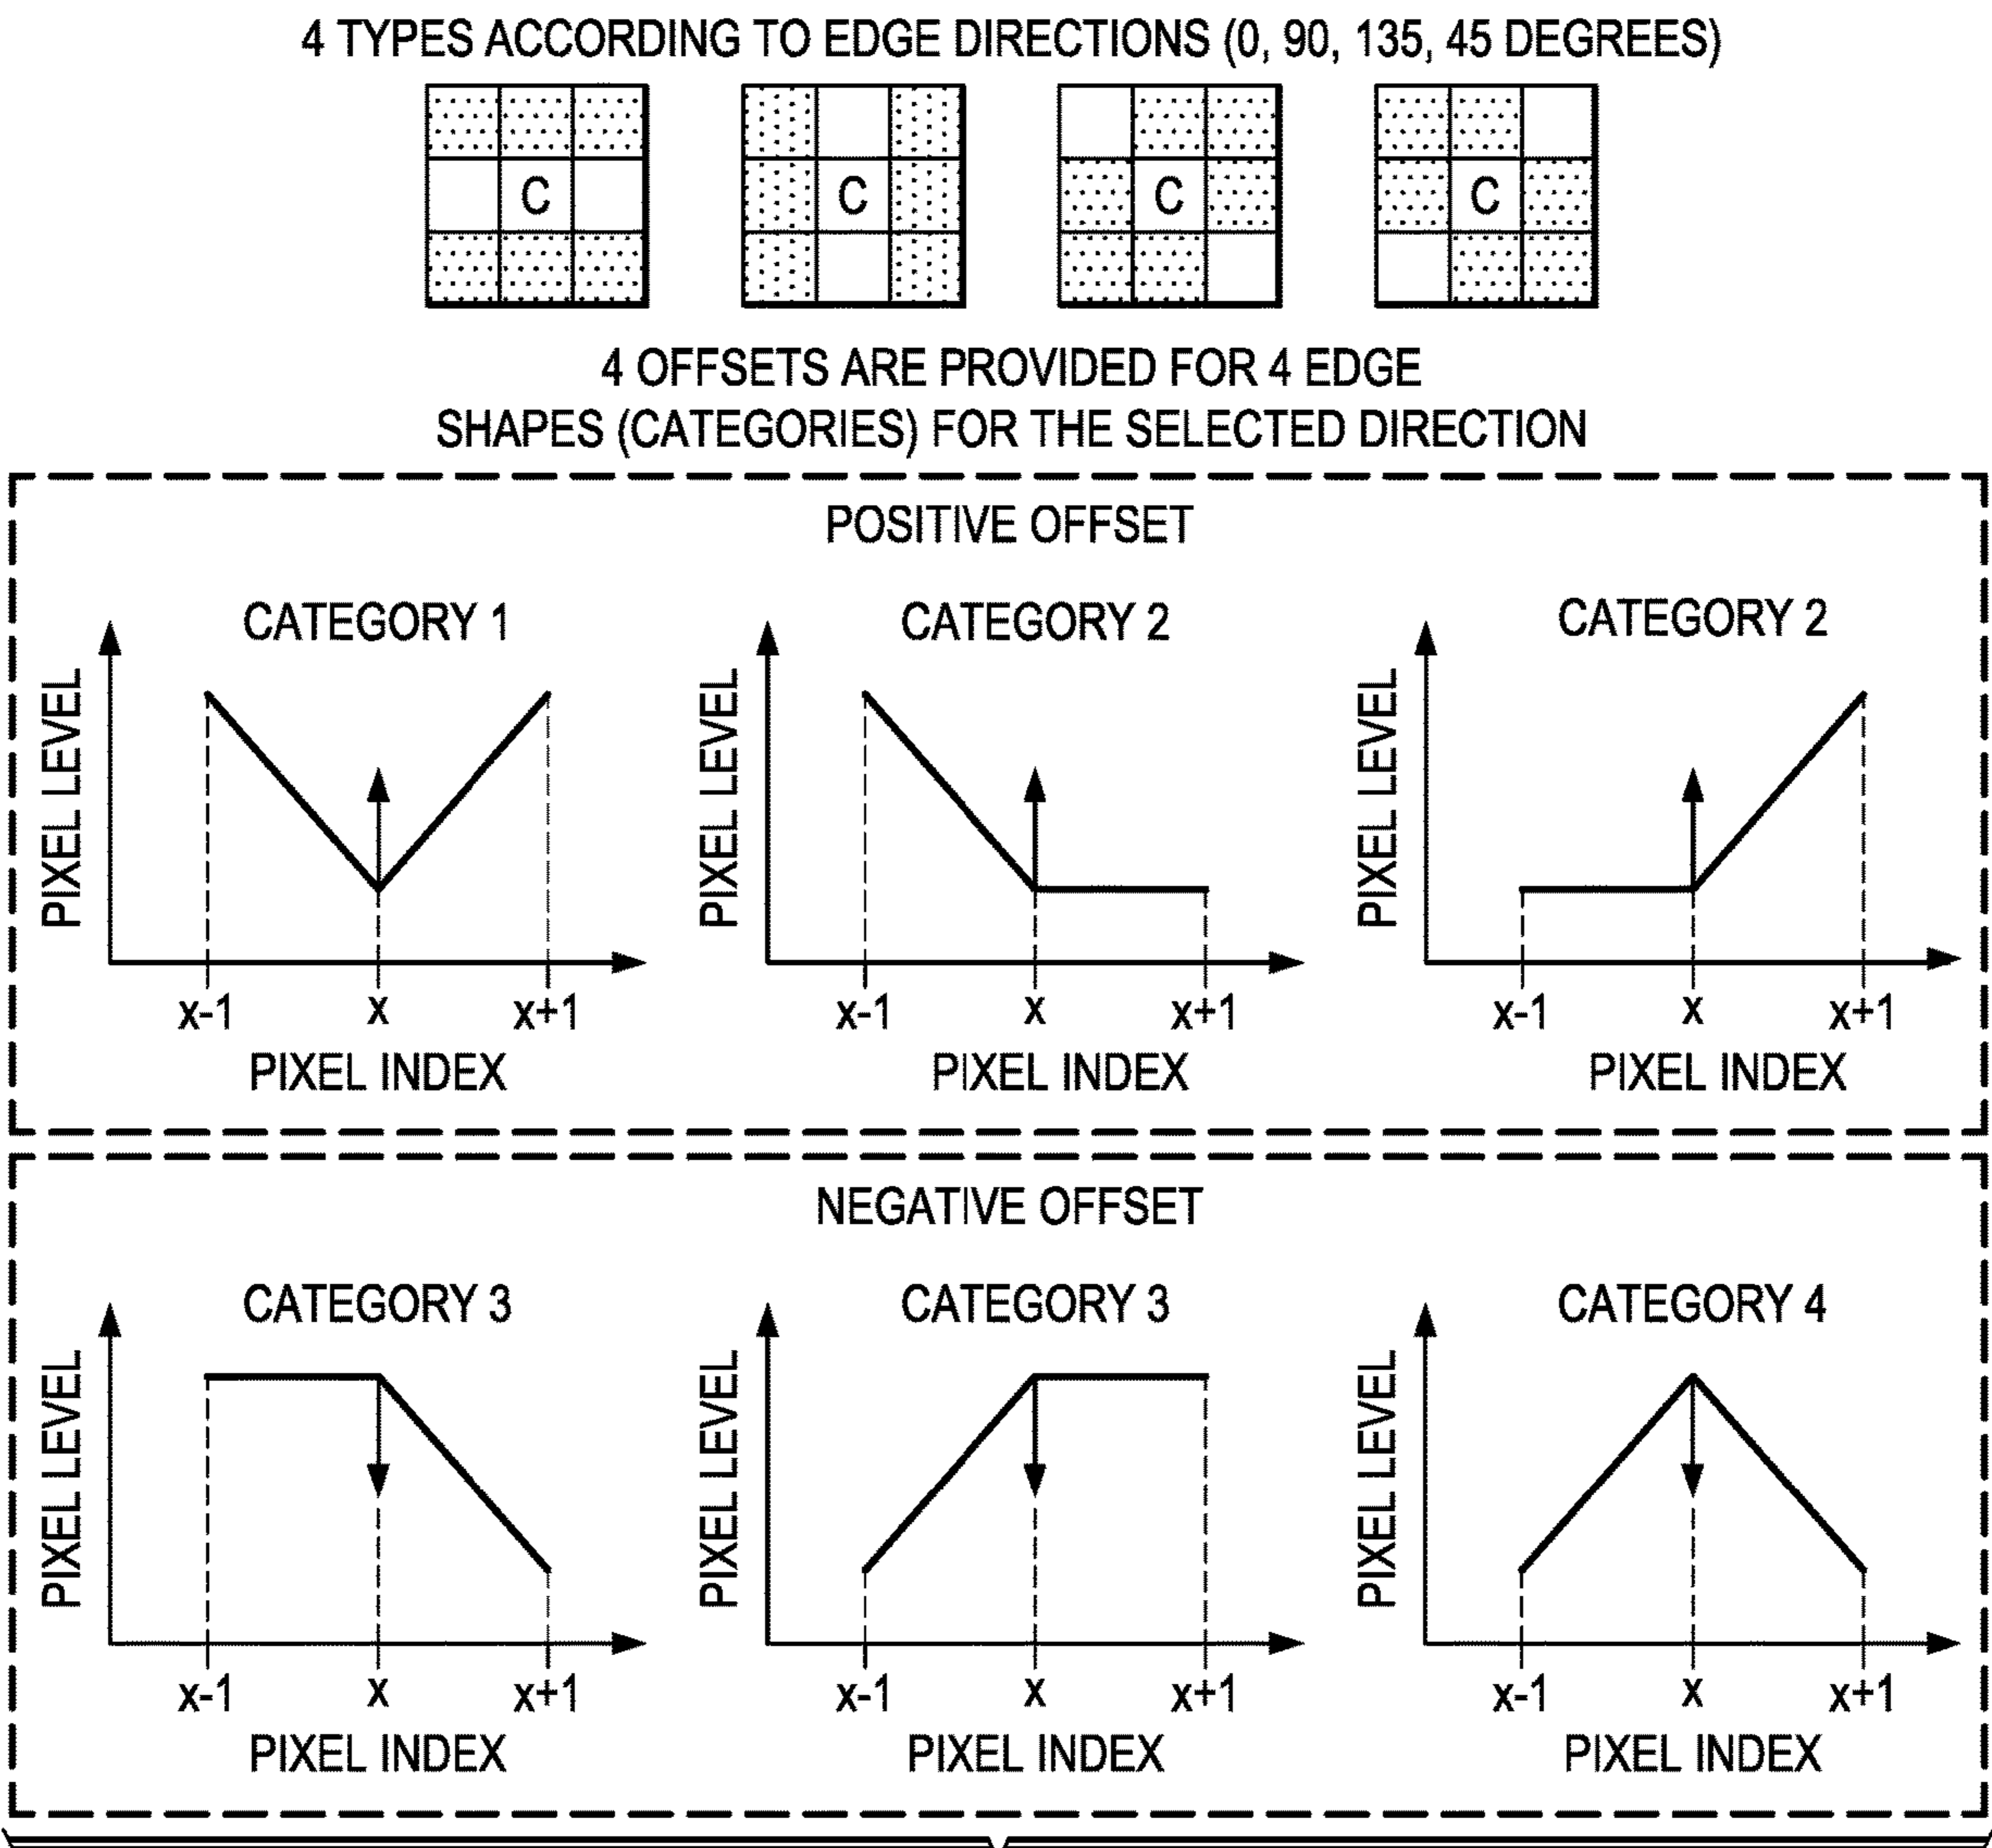 4 TYPES ACCORDING TO EDGE DIRECTIONS (0, 90, 135, 45 DEGREES)
C
C
C
C
4 OFFSETS ARE PROVIDED FOR 4 EDGE
SHAPES (CATEGORIES) FOR THE SELECTED DIRECTION
POSITIVE OFFSET
CATEGORY 1
PIXEL LEVEL
x-1 x x+1
PIXEL INDEX
CATEGORY 2
PIXEL LEVEL
x-1 x x+1
PIXEL INDEX
CATEGORY 2
PIXEL LEVEL
x-1 x x+1
PIXEL INDEX
NEGATIVE OFFSET
CATEGORY 3
PIXEL LEVEL
x-1 x x+1
PIXEL INDEX
CATEGORY 3
PIXEL LEVEL
x-1 x x+1
PIXEL INDEX
CATEGORY 4
PIXEL LEVEL
x-1 x x+1
PIXEL INDEX